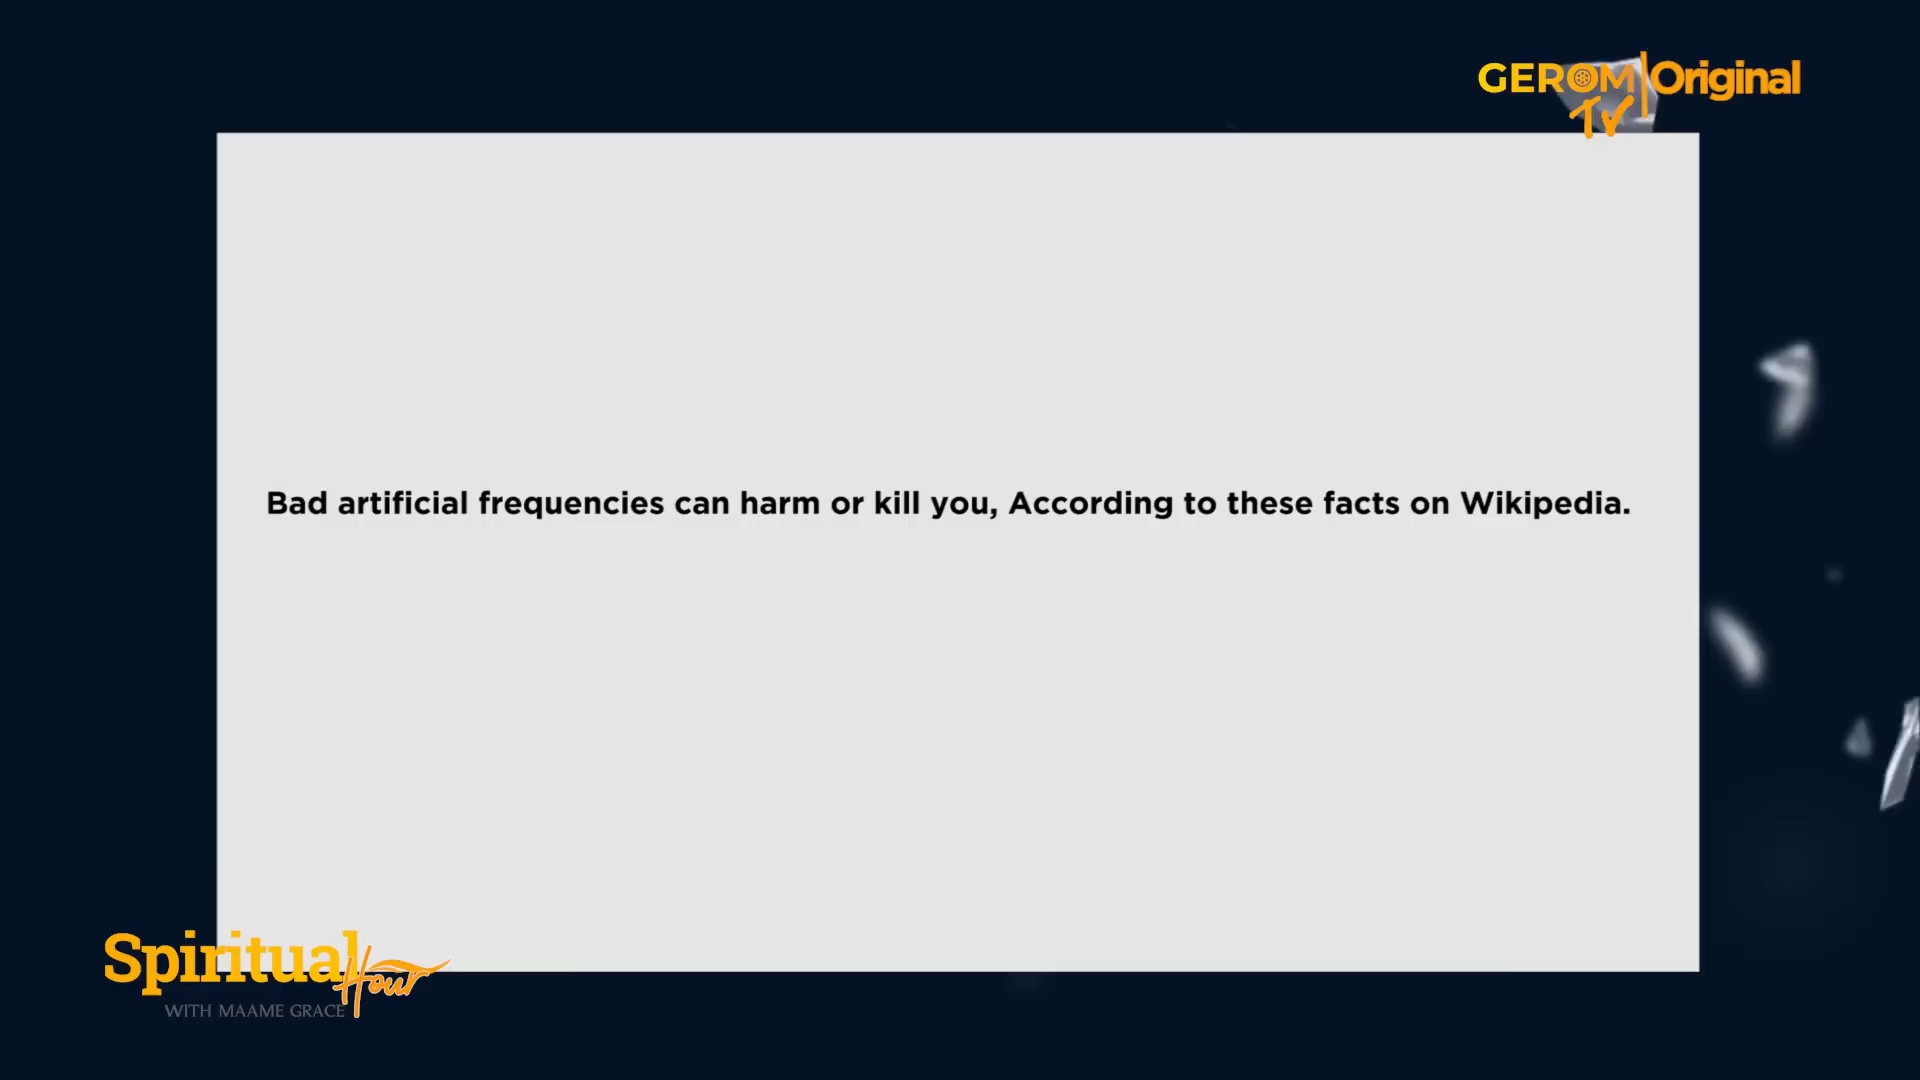 GEROM
TV
Original
Bad artificial frequencies can harm or kill you, According to these facts on Wikipedia.
Spiritual
Hour
WITH MAAME GRACE